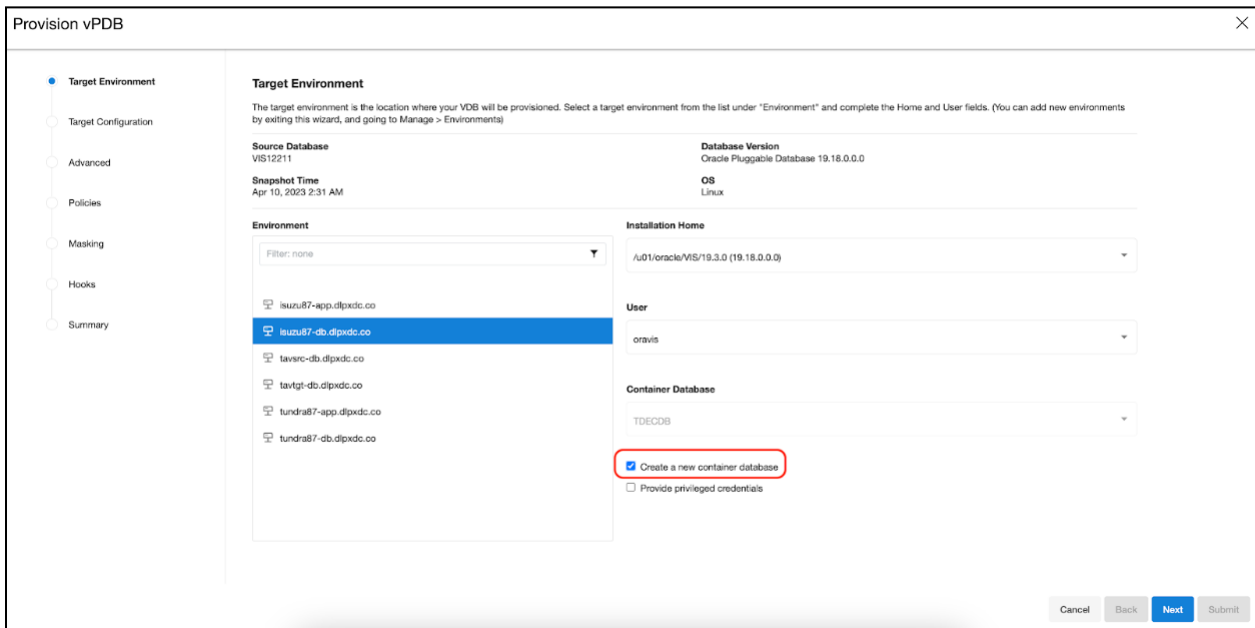 Provision vPDB
Target Environment
Target Configuration
Advanced
Policies
Masking
Hooks
Summary
Target Environment
The target environment is the location where your VDB will be provisioned. Select a target environment from the list under "Environment" and complete the Home and User fields. (You can add new environments
by exiting this wizard, and going to Manage > Environments)
Source Database
VIS12211
Database Version
Oracle Pluggable Database 19.18.0.0.0
Snapshot Time
Apr 10, 2023 2:31 AM
OS
Linux
Environment
Filter: none
isuzu87-app.dlpxdc.co
isuzu87-db.dlpxdc.co
tavsrc-db.dlpxdc.co
tavtgt-db.dlpxdc.co
tundra87-app.dlpxdc.co
tundra87-db.dlpxdc.co
Installation Home
/u01/oracle/VIS/19.3.0 (19.18.0.0.0)
User
oravis
Container Database
TDECDB
Create a new container database
Provide privileged credentials
Cancel
Back
Next
Submit